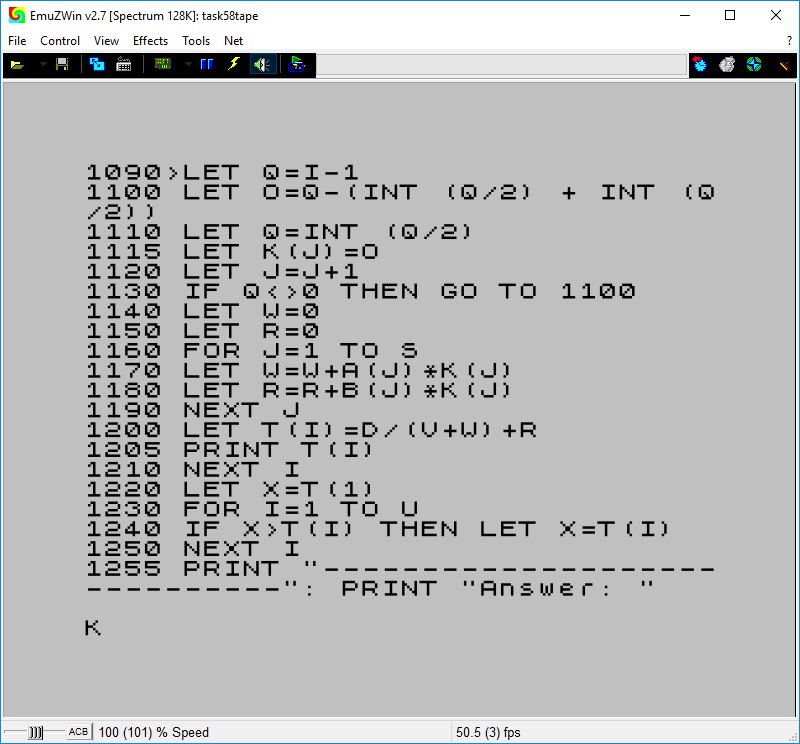 EmuZWin v2.7 [Spectrum 128K]: task58tape
File Control View Effects Tools Net ?
1090>LET Q=I-1
1100 LET O=Q-(INT (Q/2) + INT (Q
/2))
1110 LET Q=INT (Q/2)
1115 LET K(J)=O
1120 LET J=J+1
1130 IF Q<>0 THEN GO TO 1100
1140 LET W=0
1150 LET R=0
1160 FOR J=1 TO S
1170 LET W=W+A(J)*K(J)
1180 LET R=R+B(J)*K(J)
1190 NEXT J
1200 LET T(I)=D/(V+W)+R
1205 PRINT T(I)
1210 NEXT I
1220 LET X=T(1)
1230 FOR I=1 TO U
1240 IF X>T(I) THEN LET X=T(I)
1250 NEXT I
1255 PRINT "--------------------
----------": PRINT "Answer: "
K
ACB 100 (101) % Speed 50.5 (3) fps